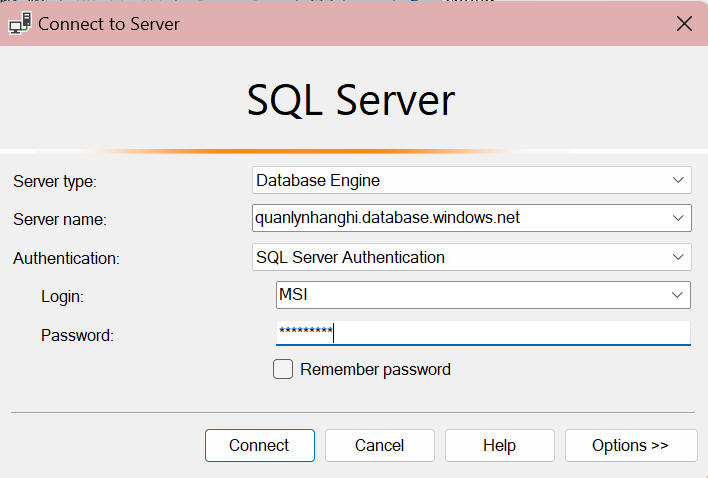 Connect to Server
SQL Server
Server type: Database Engine
Server name: quanlynhanghi.database.windows.net
Authentication: SQL Server Authentication
Login: MSI
Password: *********
Remember password
Connect Cancel Help Options >>